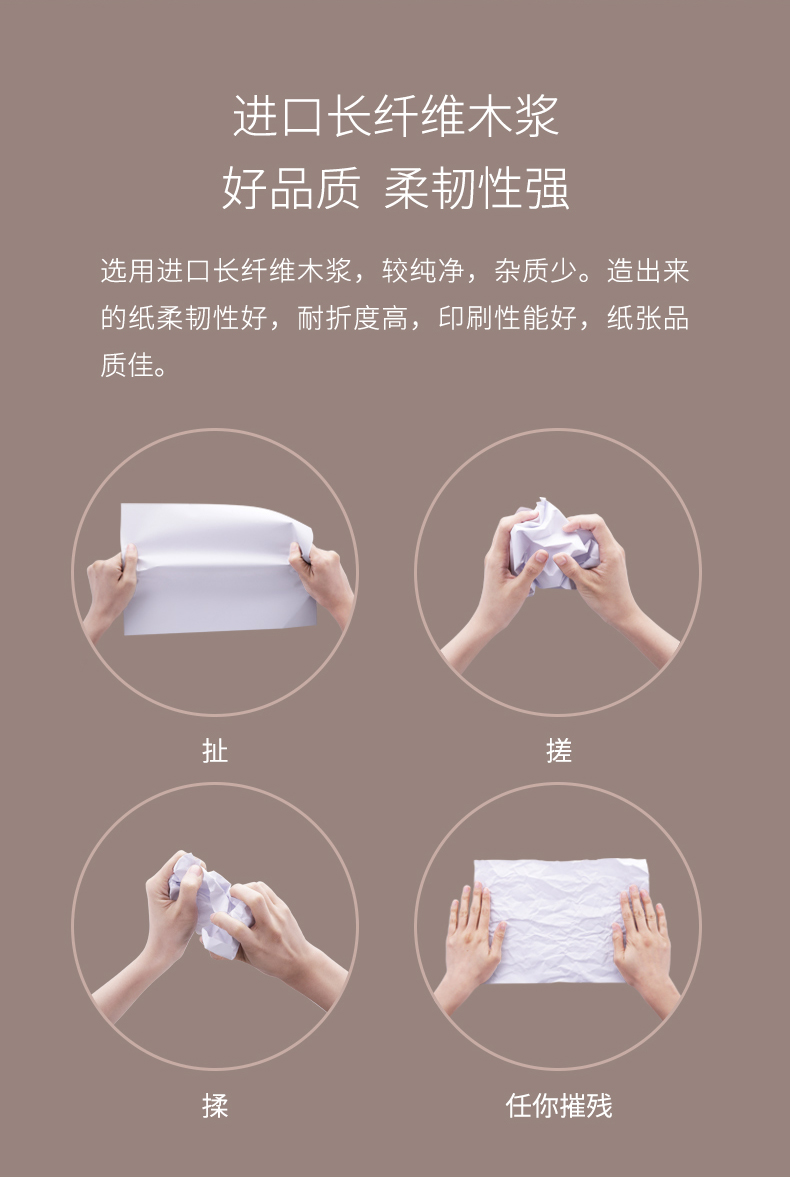 进口长纤维木浆
好品质 柔韧性强
选用进口长纤维木浆，较纯净，杂质少。造出来
的纸柔韧性好，耐折度高，印刷性能好，纸张品
质佳。
扯
搓
揉
任你摧残